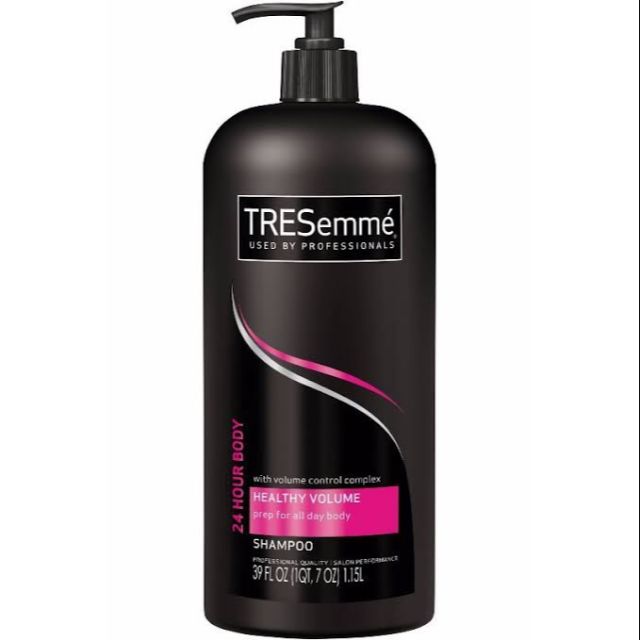 TRESemmé®
USED BY PROFESSIONALS
24 HOUR BODY
with volume control complex
HEALTHY VOLUME
prep for all day body
SHAMPOO
PROFESSIONAL QUALITY | SALON PERFORMANCE
39 FL OZ (1QT, 7 OZ) 1.15L